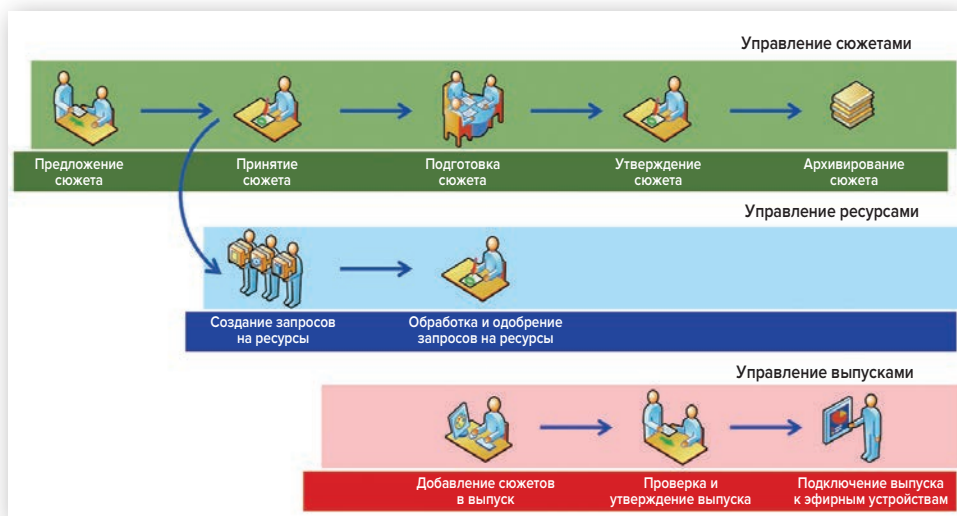 Управление сюжетами
Предложение
сюжета
Принятие
сюжета
Подготовка
сюжета
Утверждение
сюжета
Архивирование
сюжета
Управление ресурсами
Создание запросов
на ресурсы
Обработка и одобрение
запросов на ресурсы
Управление выпусками
Добавление сюжетов
в выпуск
Проверка и
утверждение выпуска
Подключение выпуска
к эфирным устройствам